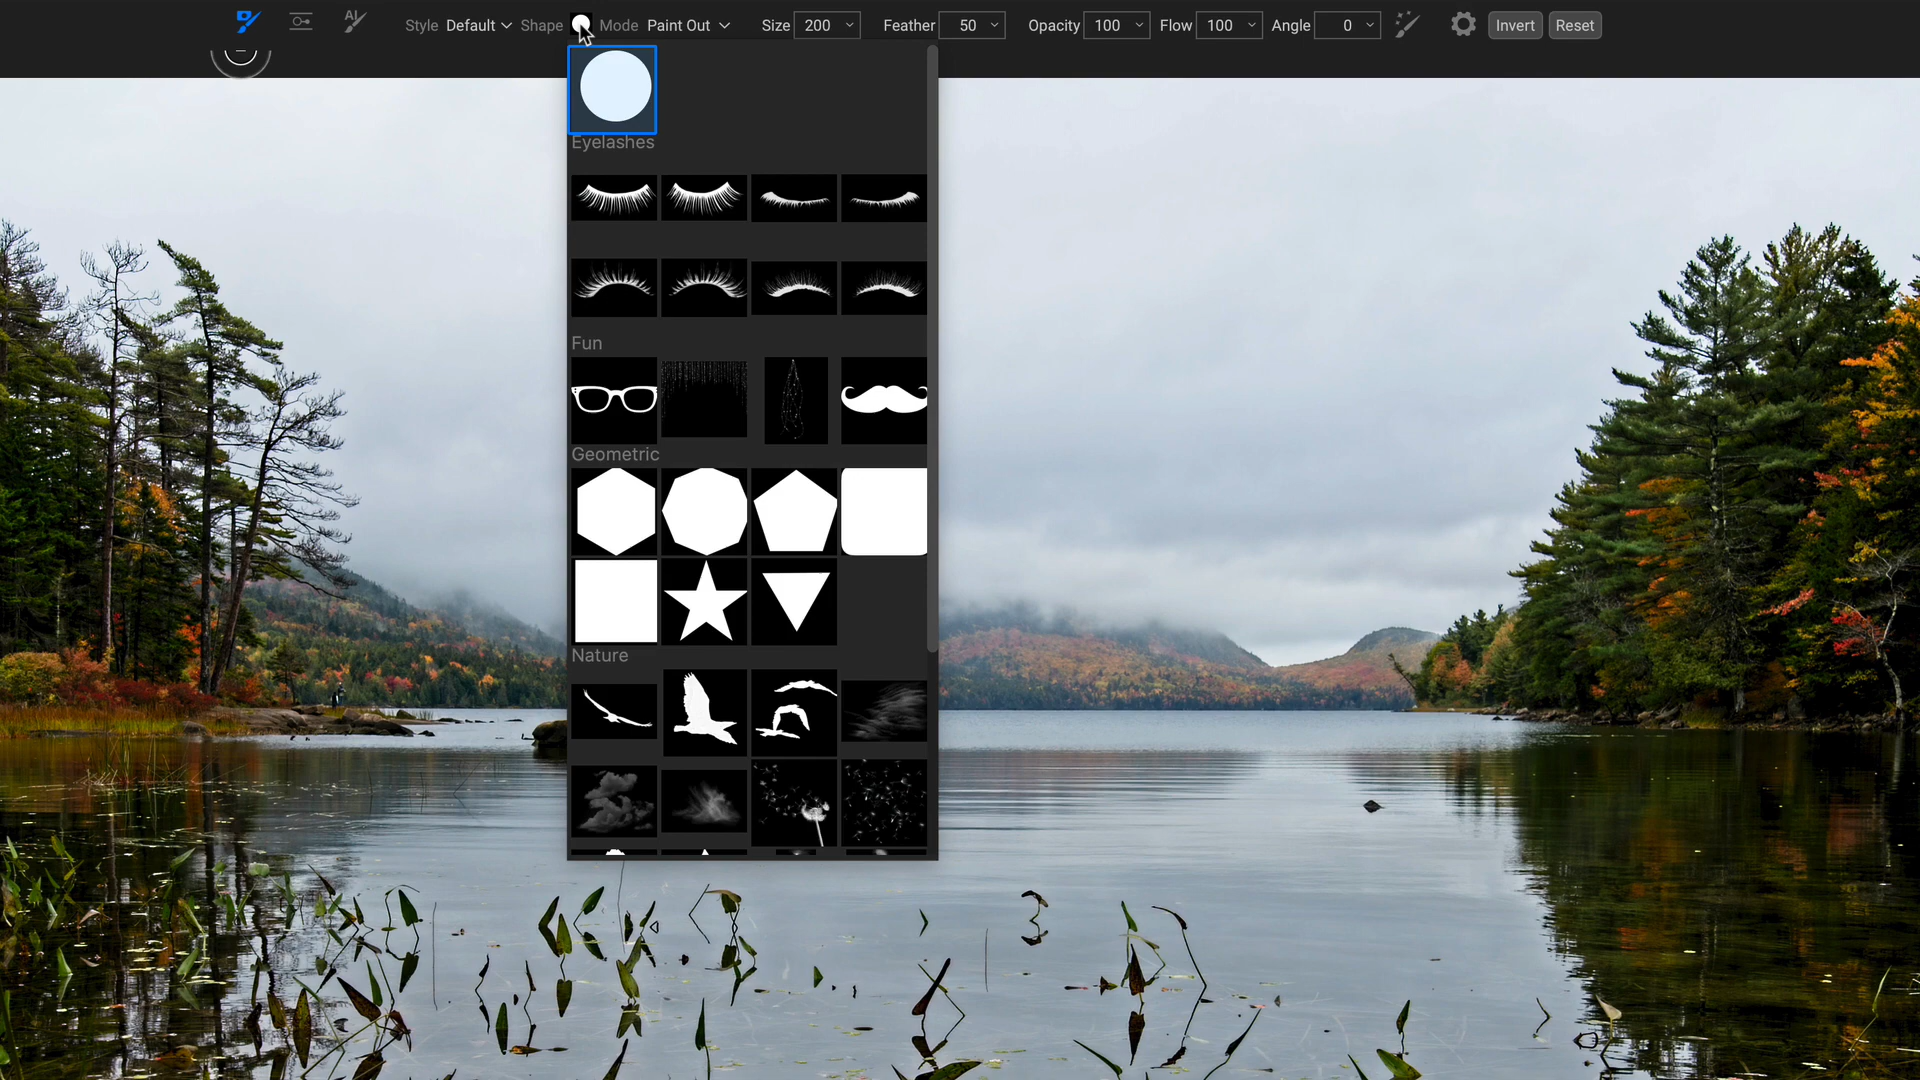 AI Style Default Shape Mode Paint Out Size 200 Feather 50 Opacity 100 Flow 100 Angle 0 Invert Reset
Eyelashes
Fun
Geometric
Nature